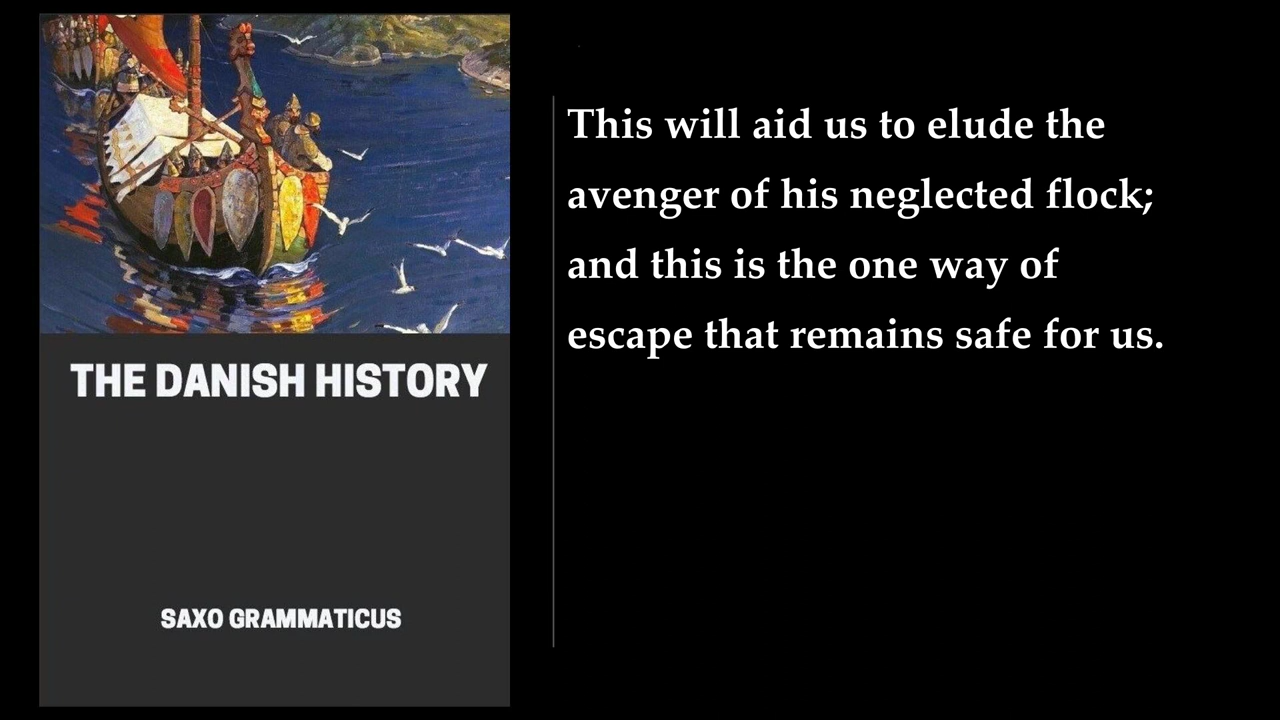 THE DANISH HISTORY
SAXO GRAMMATICUS
This will aid us to elude the
avenger of his neglected flock;
and this is the one way of
escape that remains safe for us.